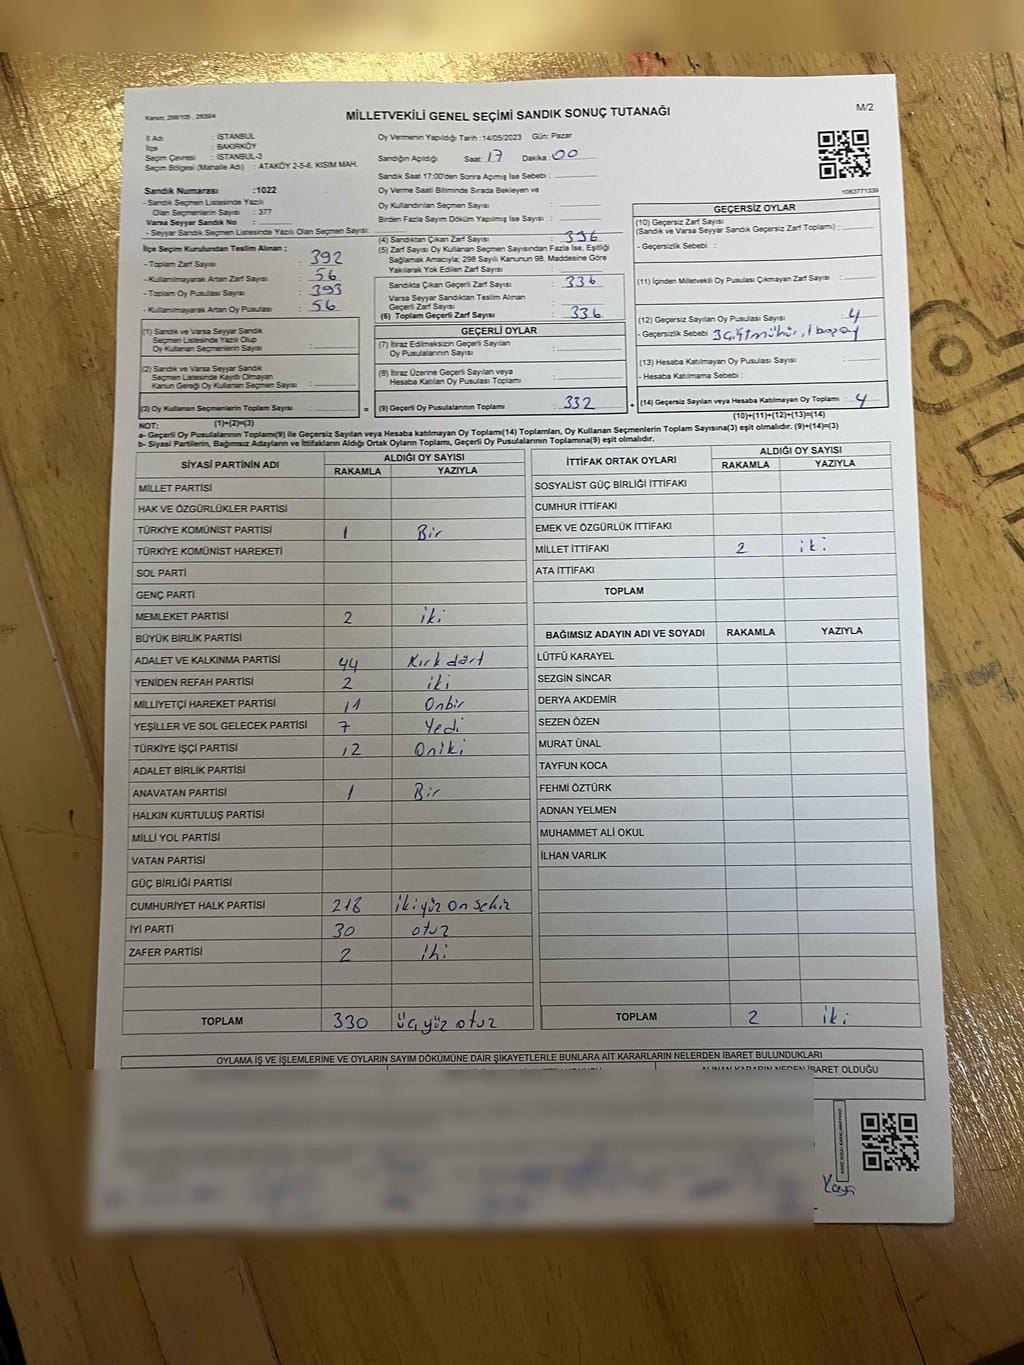 Kanun: 298/105 , 2839/4
MİLLETVEKİLİ GENEL SEÇİMİ SANDIK SONUÇ TUTANAĞI
M/2
İl Adı : İSTANBUL
İlçe : BAKIRKÖY
Seçim Çevresi : İSTANBUL-3
Seçim Bölgesi (Mahalle Adı) : ATAKÖY 2-5-6. KISIM MAH.
Sandık Numarası :1022
- Sandık Seçmen Listesinde Yazılı
Olan Seçmenlerin Sayısı : 377
Varsa Seyyar Sandık No :
- Seyyar Sandık Seçmen Listesinde Yazılı Olan Seçmen Sayısı:
Oy Vermenin Yapıldığı Tarih :14/05/2023 Gün: Pazar
Sandığın Açıldığı Saat: 17 Dakika: 00
Sandık Saat 17:00'den Sonra Açımış İse Sebebi :
Oy Verme Saati Bitiminde Sırada Bekleyen ve
Oy Kullandırılan Seçmen Sayısı :
Birden Fazla Sayım Döküm Yapılmış İse Sayısı :
1083771339
İlçe Seçim Kurulundan Teslim Alınan ;
- Toplam Zarf Sayısı : 392
- Kullanılmayarak Artan Zarf Sayısı : 56
- Toplam Oy Pusulası Sayısı : 393
- Kullanılmayarak Artan Oy Pusulası : 56
(1) Sandık ve Varsa Seyyar Sandık
Seçmen Listesinde Yazılı Olup
Oy Kullanan Seçmenlerin Sayısı :
(2) Sandık ve Varsa Seyyar Sandık
Seçmen Listesinde Kayıtlı Olmayan
Kanun Gereği Oy Kullanan Seçmen Sayısı :
(3) Oy Kullanan Seçmenlerin Toplam Sayısı :
(1)+(2)=(3)
(4) Sandıktan Çıkan Zarf Sayısı : 336
(5) Zarf Sayısı Oy Kullanan Seçmen Sayısından Fazla İse, Eşitliği
Sağlamak Amacıyla; 298 Sayılı Kanunun 98. Maddesine Göre
Yakılarak Yok Edilen Zarf Sayısı :
Sandıkta Çıkan Geçerli Zarf Sayısı : 336
Varsa Seyyar Sandıktan Teslim Alınan
Geçerli Zarf Sayısı :
(6) Toplam Geçerli Zarf Sayısı : 336
GEÇERLİ OYLAR
(7) İtiraz Edilmeksizin Geçerli Sayılan
Oy Pusulalarının Sayısı :
(8) İtiraz Üzerine Geçerli Sayılan veya
Hesaba Katılan Oy Pusulası Toplamı :
= (9) Geçerli Oy Pusulalarının Toplamı : 332
GEÇERSİZ OYLAR
(10) Geçersiz Zarf Sayısı
(Sandık ve Varsa Seyyar Sandık Geçersiz Zarf Toplamı) :
- Geçersizlik Sebebi :
(11) İçinden Milletvekili Oy Pusulası Çıkmayan Zarf Sayısı :
(12) Geçersiz Sayılan Oy Pusulası Sayısı : 4
- Geçersizlik Sebebi : 3 çift mühür, 1 boş oy
(13) Hesaba Katılmayan Oy Pusulası Sayısı :
- Hesaba Katılmama Sebebi :
+ (14) Geçersiz Sayılan veya Hesaba Katılmayan Oy Toplamı : 4
(10)+(11)+(12)+(13)=(14)
NOT:
a- Geçerli Oy Pusulalarının Toplamı(9) ile Geçersiz Sayılan veya Hesaba Katılmayan Oy Toplamı(14) Toplamları, Oy Kullanan Seçmenlerin Toplam Sayısına(3) eşit olmalıdır. (9)+(14)=(3)
b- Siyasi Partilerin, Bağımsız Adayların ve İttifakların Aldığı Ortak Oyların Toplamı, Geçerli Oy Pusulalarının Toplamına(9) eşit olmalıdır.
SİYASİ PARTİNİN ADI ALDIĞI OY SAYISI
RAKAMLA YAZIYLA
MİLLET PARTİSİ
HAK VE ÖZGÜRLÜKLER PARTİSİ
TÜRKİYE KOMÜNİST PARTİSİ 1 Bir
TÜRKİYE KOMÜNİST HAREKETİ
SOL PARTİ
GENÇ PARTİ
MEMLEKET PARTİSİ 2 iki
BÜYÜK BİRLİK PARTİSİ
ADALET VE KALKINMA PARTİSİ 44 Kırk dört
YENİDEN REFAH PARTİSİ 2 iki
MİLLİYETÇİ HAREKET PARTİSİ 11 Onbir
YEŞİLLER VE SOL GELECEK PARTİSİ 7 Yedi
TÜRKİYE İŞÇİ PARTİSİ 12 Oniki
ADALET BİRLİK PARTİSİ
ANAVATAN PARTİSİ 1 Bir
HALKIN KURTULUŞ PARTİSİ
MİLLİ YOL PARTİSİ
VATAN PARTİSİ
GÜÇ BİRLİĞİ PARTİSİ
CUMHURİYET HALK PARTİSİ 218 ikiyüz on sekiz
İYİ PARTİ 30 otuz
ZAFER PARTİSİ 2 iki
TOPLAM 330 üçyüz otuz
İTTİFAK ORTAK OYLARI ALDIĞI OY SAYISI
RAKAMLA YAZIYLA
SOSYALİST GÜÇ BİRLİĞİ İTTİFAKI
CUMHUR İTTİFAKI
EMEK VE ÖZGÜRLÜK İTTİFAKI
MİLLET İTTİFAKI 2 iki
ATA İTTİFAKI
TOPLAM
BAĞIMSIZ ADAYIN ADI VE SOYADI RAKAMLA YAZIYLA
LÜTFÜ KARAYEL
SEZGİN SİNCAR
DERYA AKDEMİR
SEZEN ÖZEN
MURAT ÜNAL
TAYFUN KOCA
FEHMİ ÖZTÜRK
ADNAN YELMEN
MUHAMMET ALİ OKUL
İLHAN VARLIK
TOPLAM 2 iki
OYLAMA İŞ VE İŞLEMLERİNE VE OYLARIN SAYIM DÖKÜMÜNE DAİR ŞİKAYETLERLE BUNLARA AİT KARARLARIN NELERDEN İBARET BULUNDUKLARI
ALINAN KARARIN NEDEN İBARET OLDUĞU